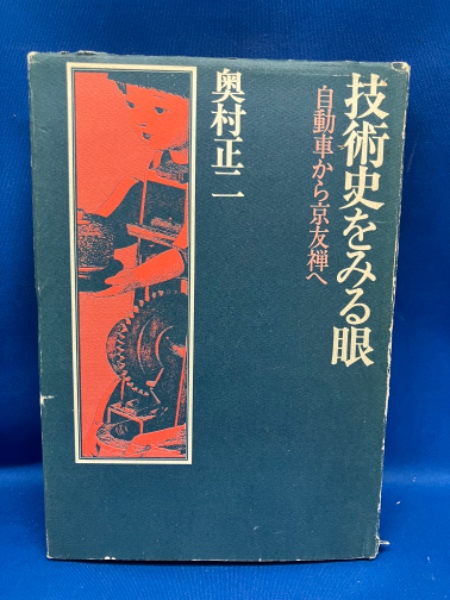 技術史をみる眼
自動車から京友禅へ
奥村正二